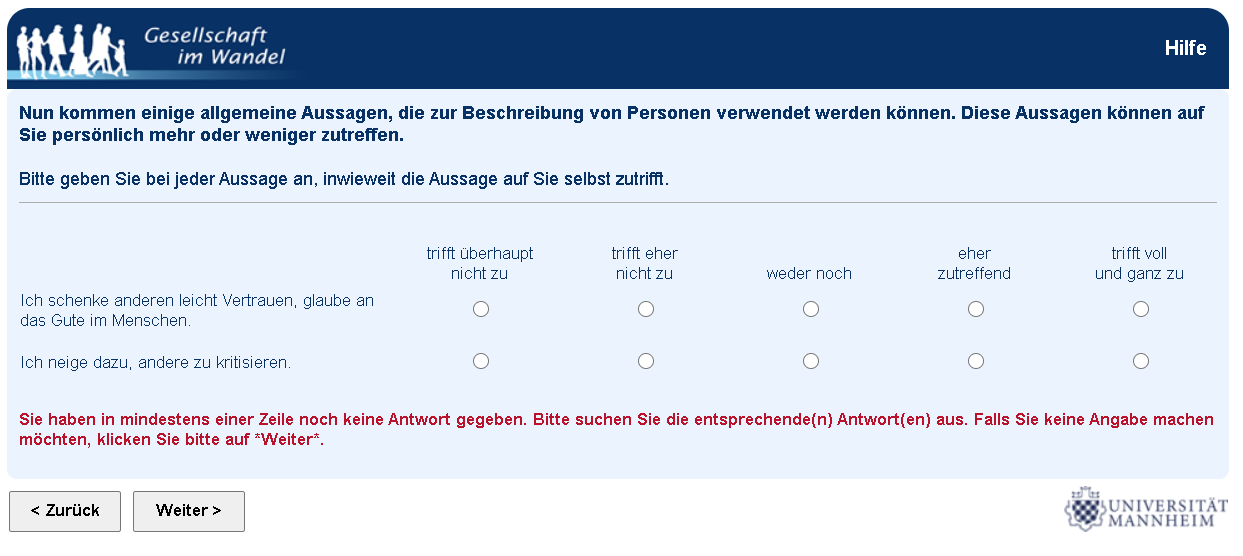 Gesellschaft
im Wandel
Hilfe
Nun kommen einige allgemeine Aussagen, die zur Beschreibung von Personen verwendet werden können. Diese Aussagen können auf
Sie persönlich mehr oder weniger zutreffen.
Bitte geben Sie bei jeder Aussage an, inwieweit die Aussage auf Sie selbst zutrifft.
trifft überhaupt
nicht zu
trifft eher
nicht zu
weder noch
eher
zutreffend
trifft voll
und ganz zu
Ich schenke anderen leicht Vertrauen, glaube an
das Gute im Menschen.
Ich neige dazu, andere zu kritisieren.
Sie haben in mindestens einer Zeile noch keine Antwort gegeben. Bitte suchen Sie die entsprechende(n) Antwort(en) aus. Falls Sie keine Angabe machen
möchten, klicken Sie bitte auf *Weiter*.
< Zurück
Weiter >
UNIVERSITÄT
MANNHEIM